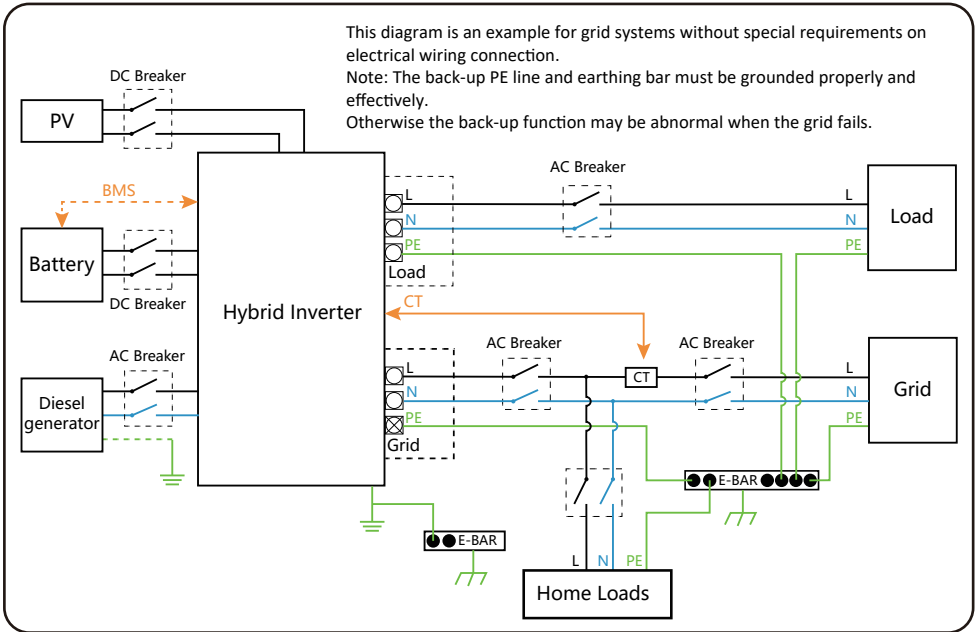 This diagram is an example for grid systems without special requirements on
electrical wiring connection.
Note: The back-up PE line and earthing bar must be grounded properly and
effectively.
Otherwise the back-up function may be abnormal when the grid fails.
DC Breaker
PV
BMS
Battery
DC Breaker
AC Breaker
Diesel
generator
Hybrid Inverter
L
N
PE
Load
AC Breaker
L
N
PE
Load
CT
AC Breaker
AC Breaker
L
N
PE
Grid
CT
L
N
PE
Grid
E-BAR
E-BAR
L
N
PE
Home Loads